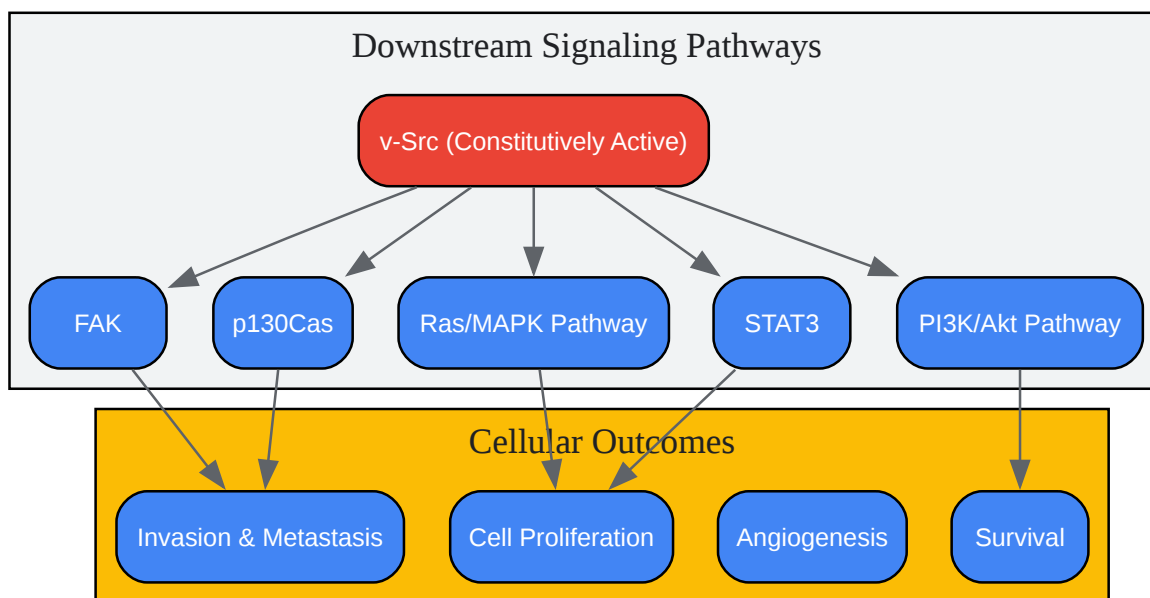 Downstream Signaling Pathways
v-Src (Constitutively Active)
FAK
p130Cas
Ras/MAPK Pathway
STAT3
PI3K/Akt Pathway
Cellular Outcomes
Invasion & Metastasis
Cell Proliferation
Angiogenesis
Survival